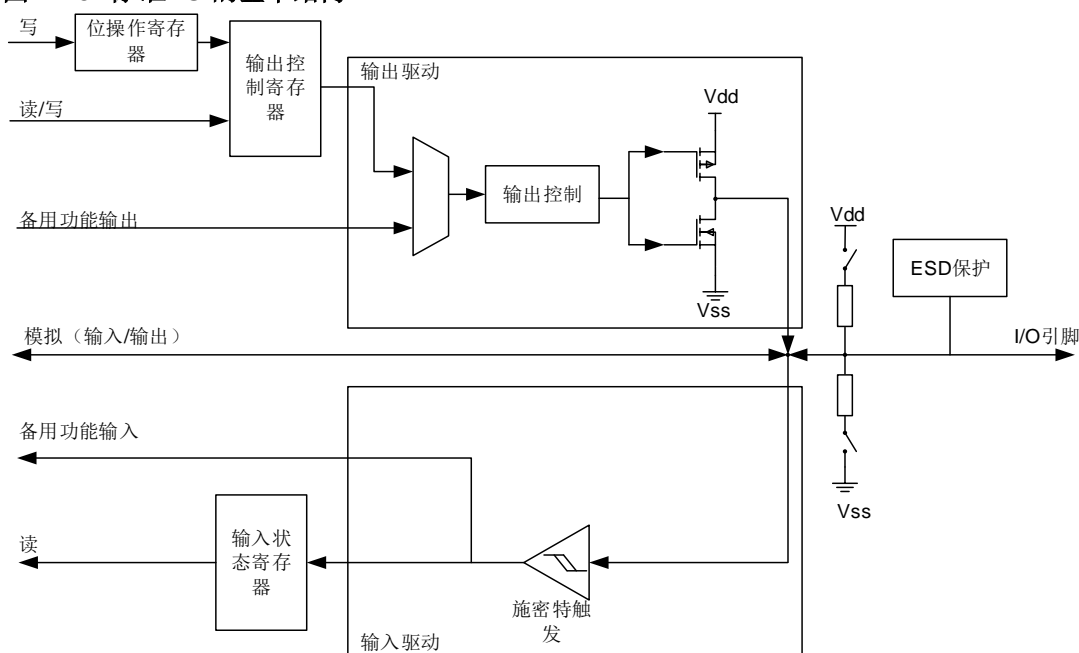 写
位操作寄存
器
输出控
制寄存
器
读/写
备用功能输出
输出驱动
Vdd
输出控制
Vss
Vdd
ESD保护
模拟（输入/输出）
I/O引脚
备用功能输入
Vss
读
输入状
态寄存
器
施密特触
发
输入驱动